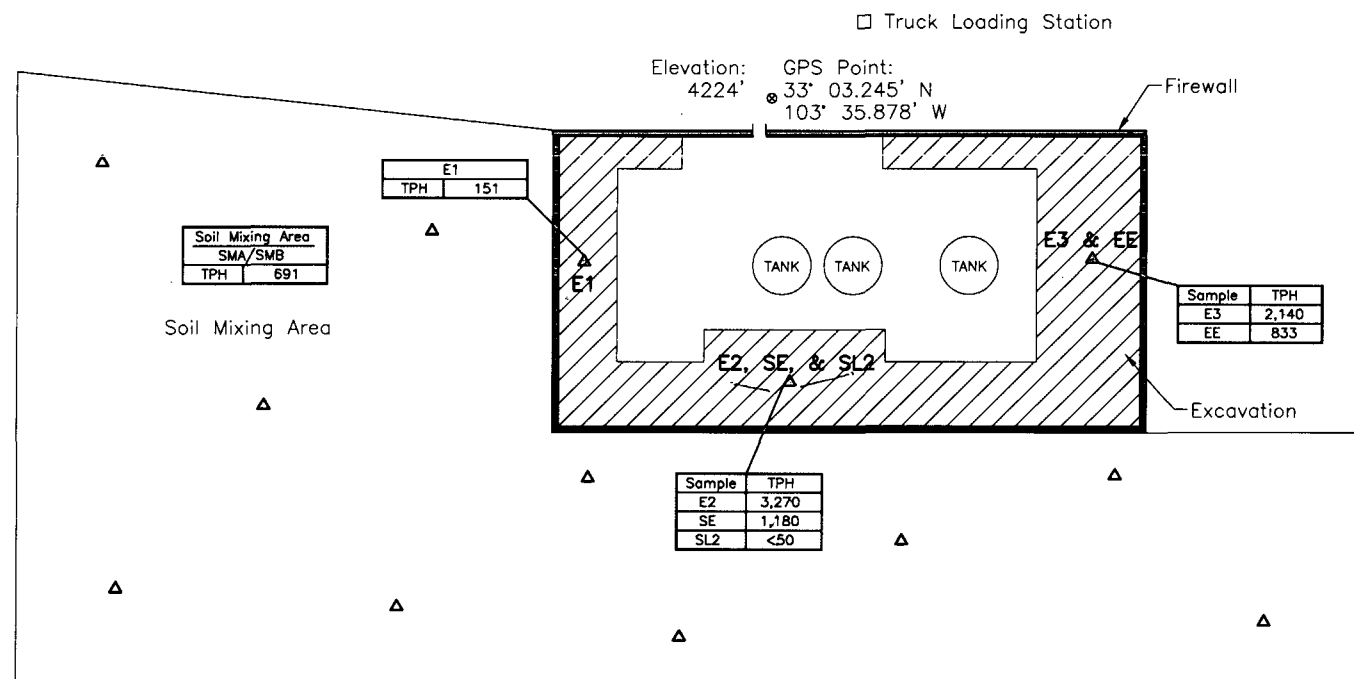 Truck Loading Station
Elevation:
4224'
GPS Point:
33° 03.245' N
103° 35.878' W
Firewall
E1
TPH 151
Soil Mixing Area
SMA/SMB
TPH 691
Soil Mixing Area
E1
TANK
TANK
TANK
E3 & EE
Sample TPH
E3 2,140
EE 833
E2, SE, & SL2
Excavation
Sample TPH
E2 3,270
SE 1,180
SL2 <50